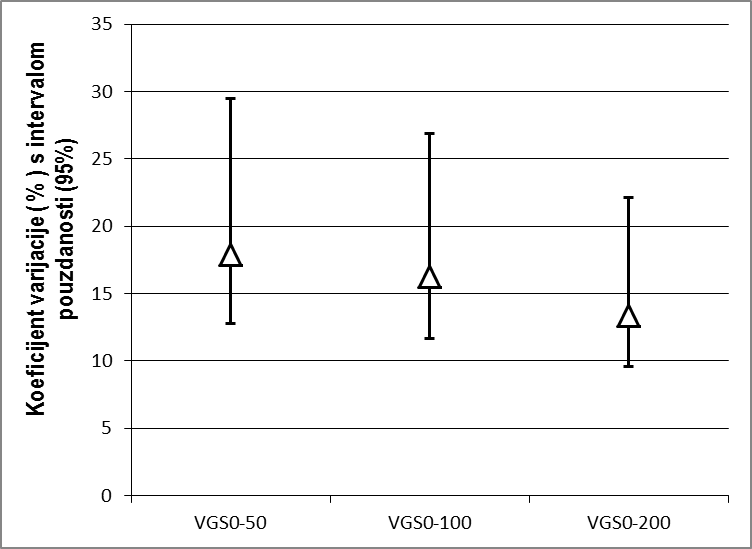 Koeficijent varijacije (%) s intervalom
pouzdanosti (95%)
35
30
25
20
15
10
5
0
VGS0-50
VGS0-100
VGS0-200